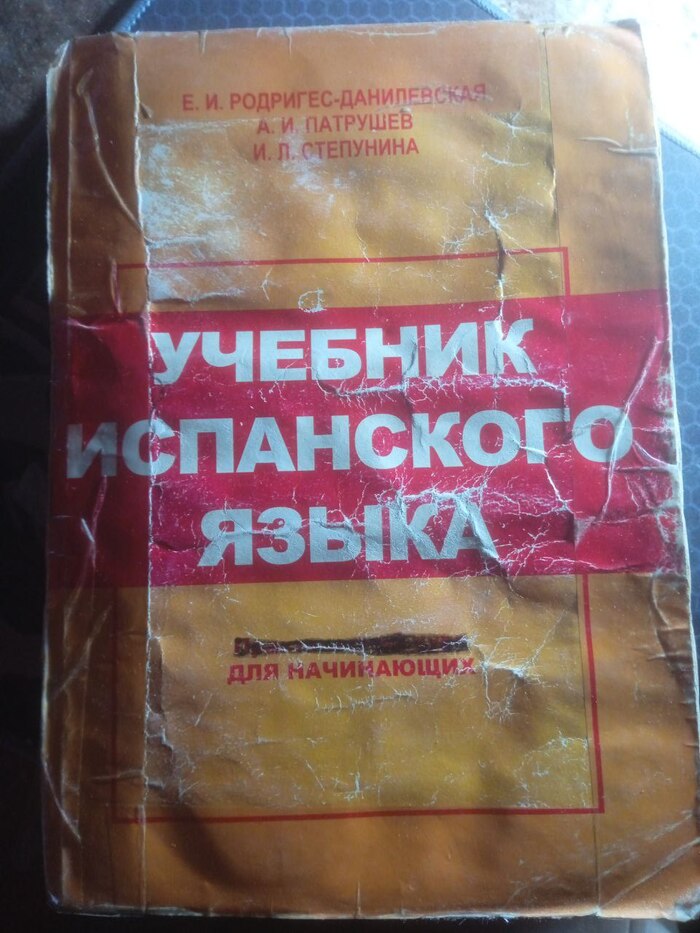 Е. И. РОДРИГЕС-ДАНИЛЕВСКАЯ
А. И. ПАТРУШЕВ
И. Л. СТЕПУНИНА
УЧЕБНИК
ИСПАНСКОГО
ЯЗЫКА
ДЛЯ НАЧИНАЮЩИХ